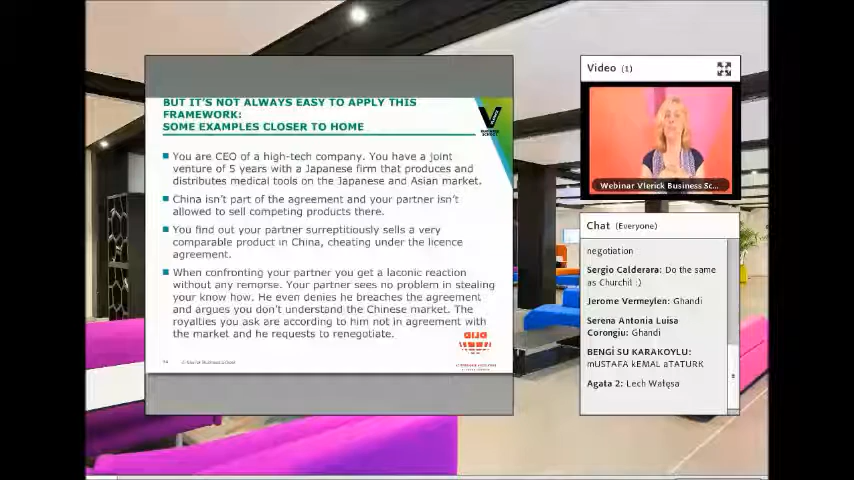 BUT IT'S NOT ALWAYS EASY TO APPLY THIS
FRAMEWORK:
SOME EXAMPLES CLOSER TO HOME
You are CEO of a high-tech company. You have a joint
venture of 5 years with a Japanese firm that produces and
distributes medical tools on the Japanese and Asian market.
China isn't part of the agreement and your partner isn't
allowed to sell competing products there.
You find out your partner surreptitiously sells a very
comparable product in China, cheating under the licence
agreement.
When confronting your partner you get a laconic reaction
without any remorse. Your partner sees no problem in stealing
your know how. He even denies he breaches the agreement
and argues you don't understand the Chinese market. The
royalties you ask are according to him not in agreement with
the market and he requests to renegotiate.
Video (1)
Webinar Vlerick Business Sc...
Chat (Everyone)
negotiation
Sergio Calderara: Do the same
as Churchil :)
Jerome Vermeylen: Ghandi
Serena Antonia Luisa
Corongiu: Ghandi
BENGİ SU KARAKOYLU:
mUSTAFA kEMAL aTATURK
Agata 2: Lech Wałęsa